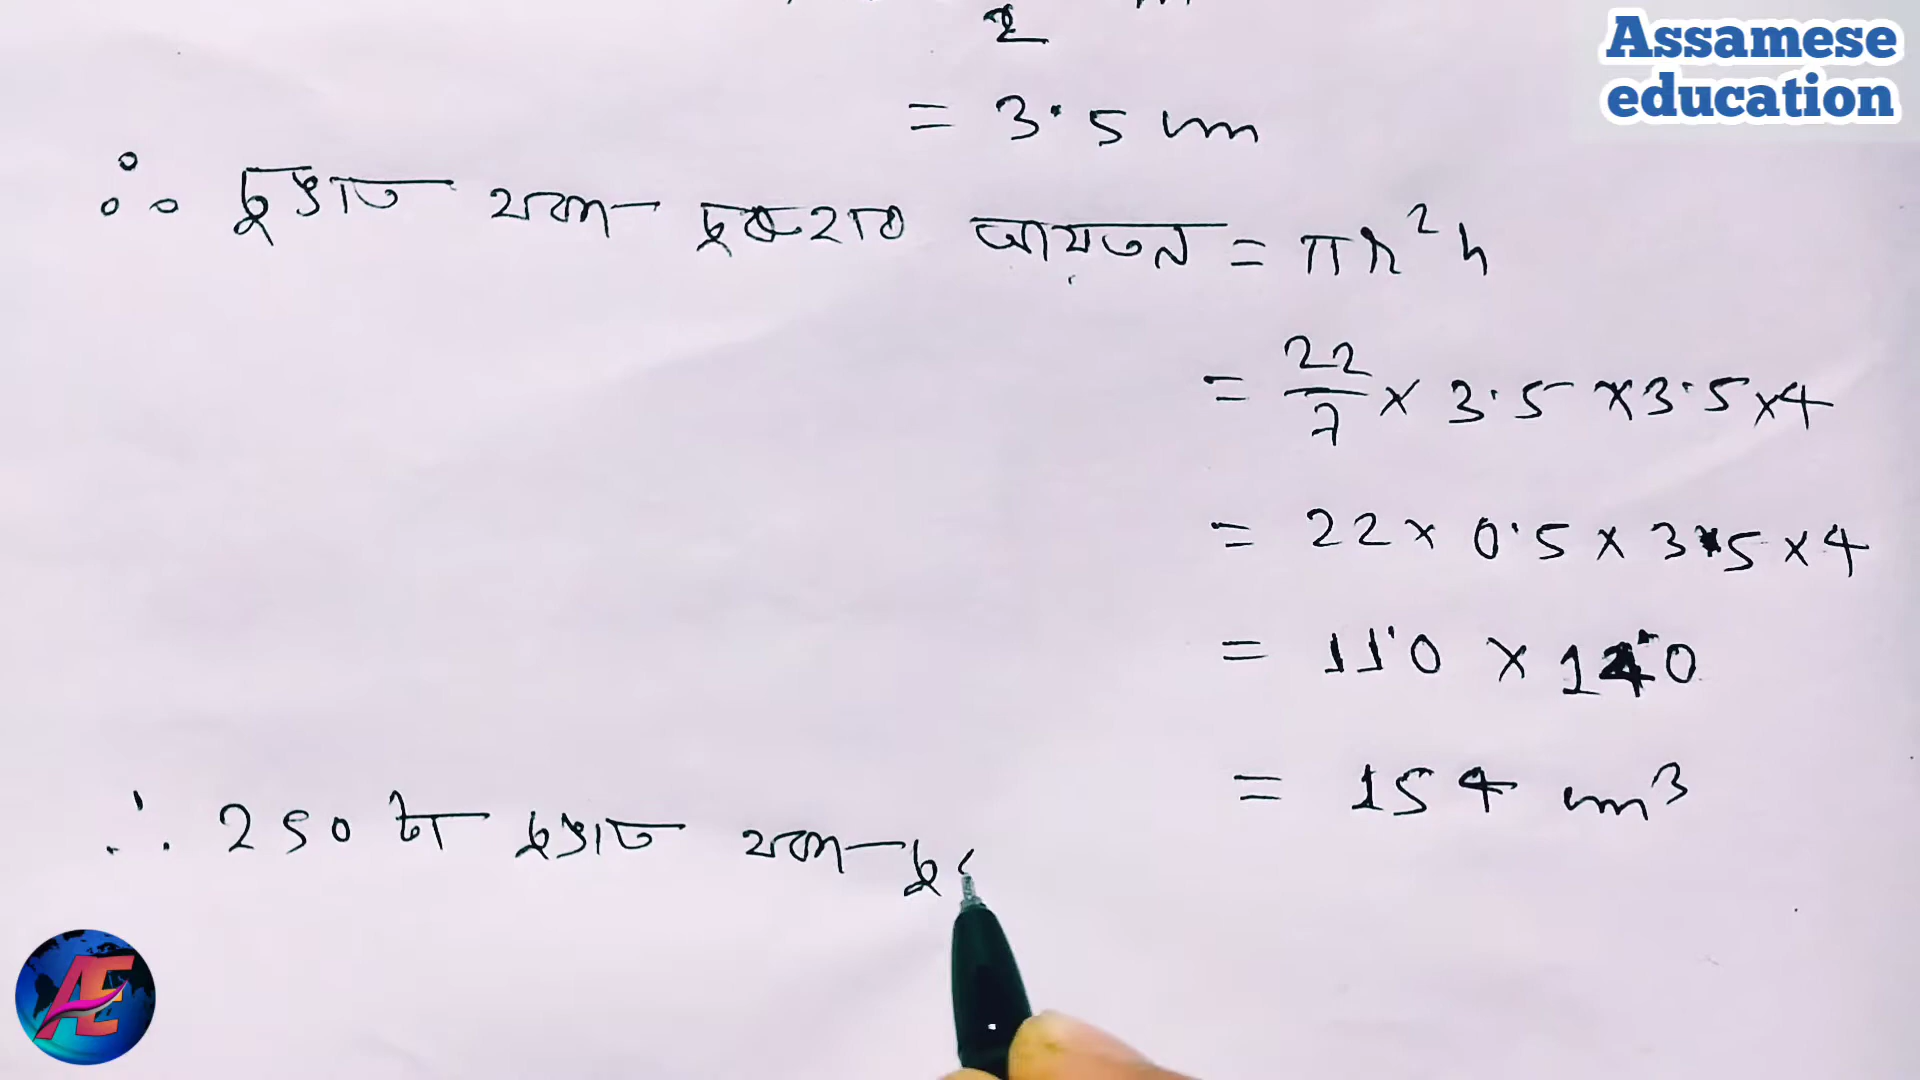 Assamese
education
2
= 3.5 cm
∴ চুঙাত থকা চুৰুহাৰ আয়তন = πr²h
= 22/7 × 3.5 × 3.5 × 4
= 22 × 0.5 × 3.5 × 4
= 11.0 × 14.0
= 154 cm³
∴ 250 টা চুঙাত থকা
AE